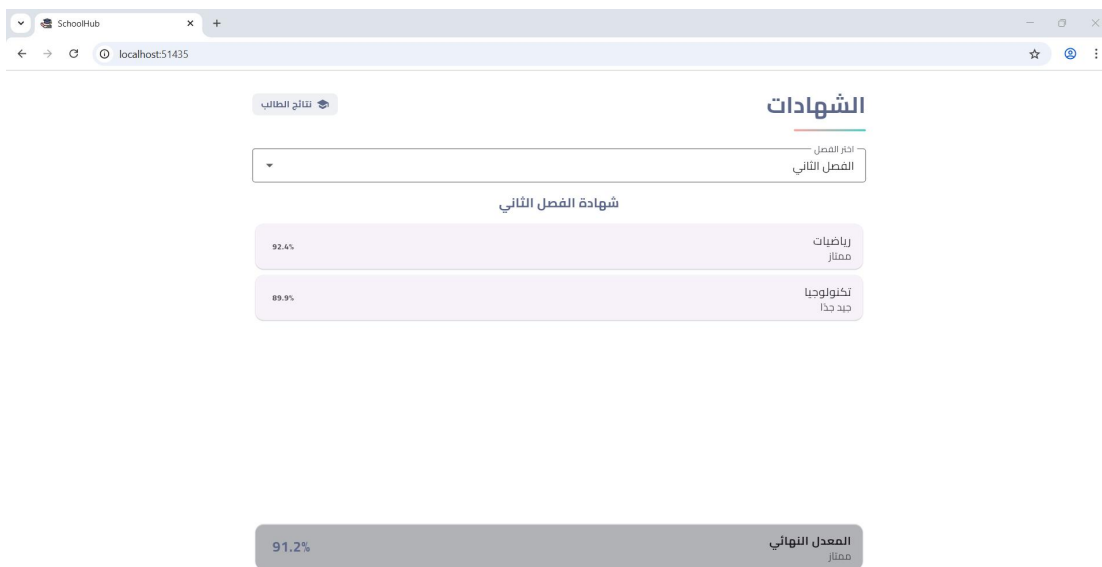 SchoolHub
localhost:51435
الشهادات
نتائج الطالب
اختر الفصل
الفصل الثاني
شهادة الفصل الثاني
رياضيات
ممتاز
92.4%
تكنولوجيا
جيد جدًا
89.9%
المعدل النهائي
ممتاز
91.2%